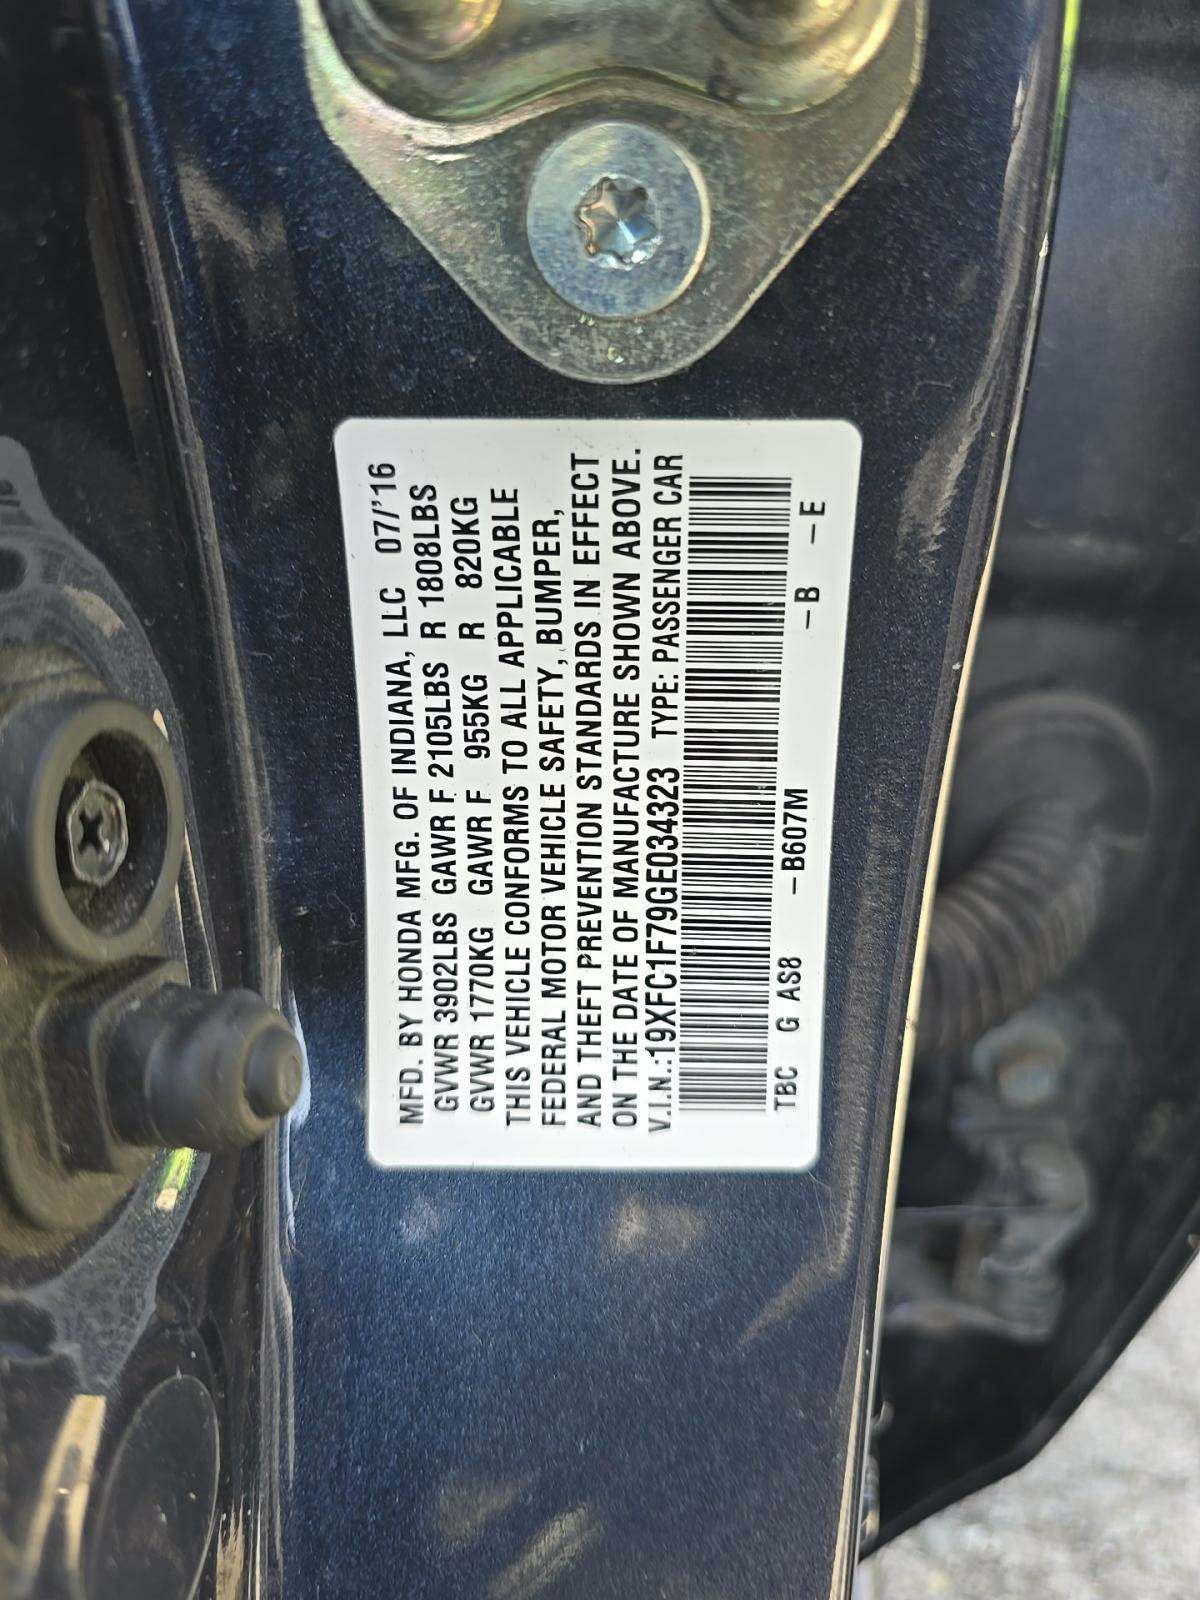 MFD. BY HONDA MFG. OF INDIANA, LLC 07/'16
GVWR 3902LBS GAWR F 2105LBS R 1808LBS
GVWR 1770KG GAWR F 955KG R 820KG
THIS VEHICLE CONFORMS TO ALL APPLICABLE
FEDERAL MOTOR VEHICLE SAFETY, BUMPER,
AND THEFT PREVENTION STANDARDS IN EFFECT
ON THE DATE OF MANUFACTURE SHOWN ABOVE.
V.I.N.:19XFC1F79GE034323 TYPE: PASSENGER CAR
TBC G AS8 –B607M –B –E